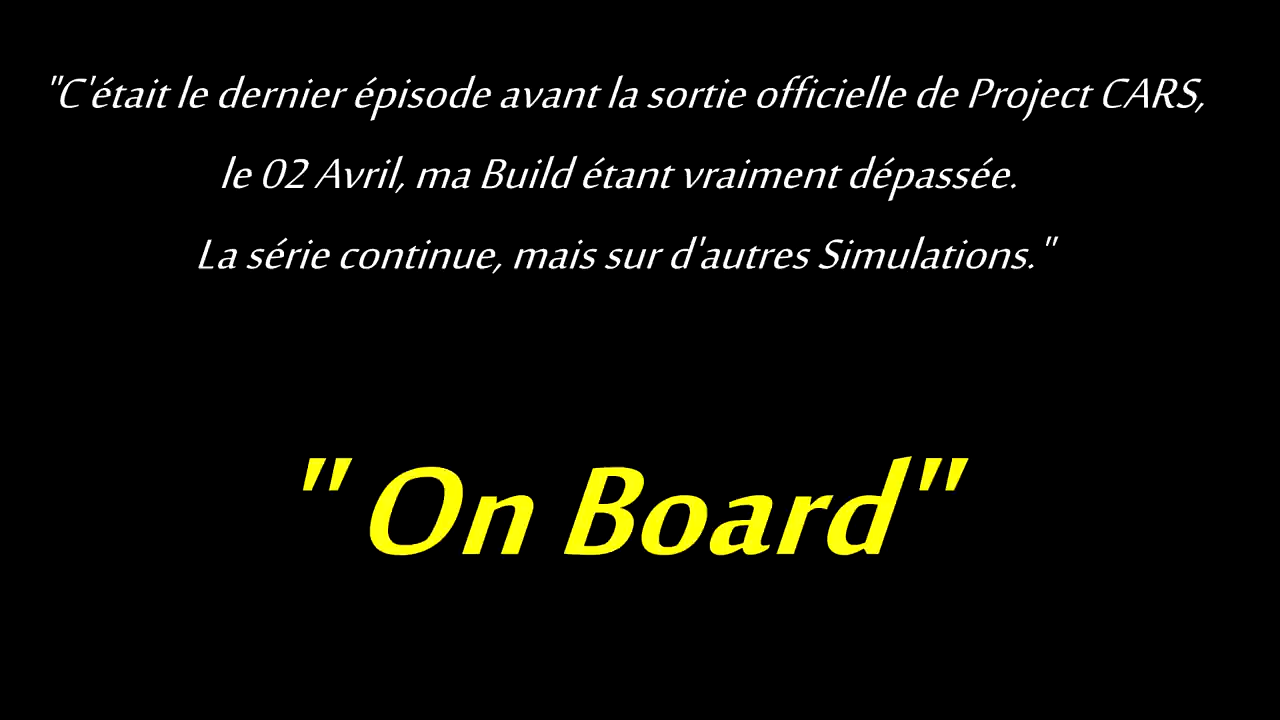 "C'était le dernier épisode avant la sortie officielle de Project CARS,
le 02 Avril, ma Build étant vraiment dépassée.
La série continue, mais sur d'autres Simulations."
" On Board"